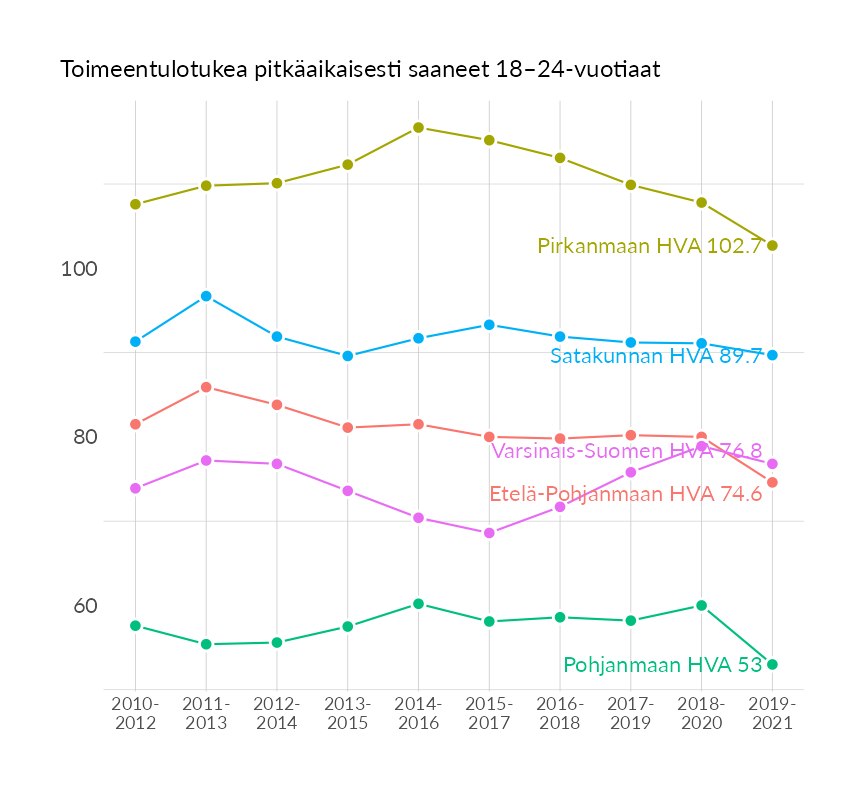 Toimeentulotukea pitkäaikaisesti saaneet 18–24-vuotiaat
Pirkanmaan HVA 102.7
100
Satakunnan HVA 89.7
80
Varsinais-Suomen HVA 76.8
Etelä-Pohjanmaan HVA 74.6
60
Pohjanmaan HVA 53
2010- 2011- 2012- 2013- 2014- 2015- 2016- 2017- 2018- 2019-
2012 2013 2014 2015 2016 2017 2018 2019 2020 2021